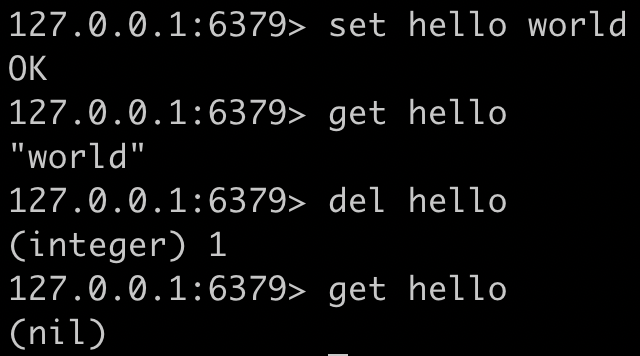 127.0.0.1:6379> set hello world
OK
127.0.0.1:6379> get hello
"world"
127.0.0.1:6379> del hello
(integer) 1
127.0.0.1:6379> get hello
(nil)